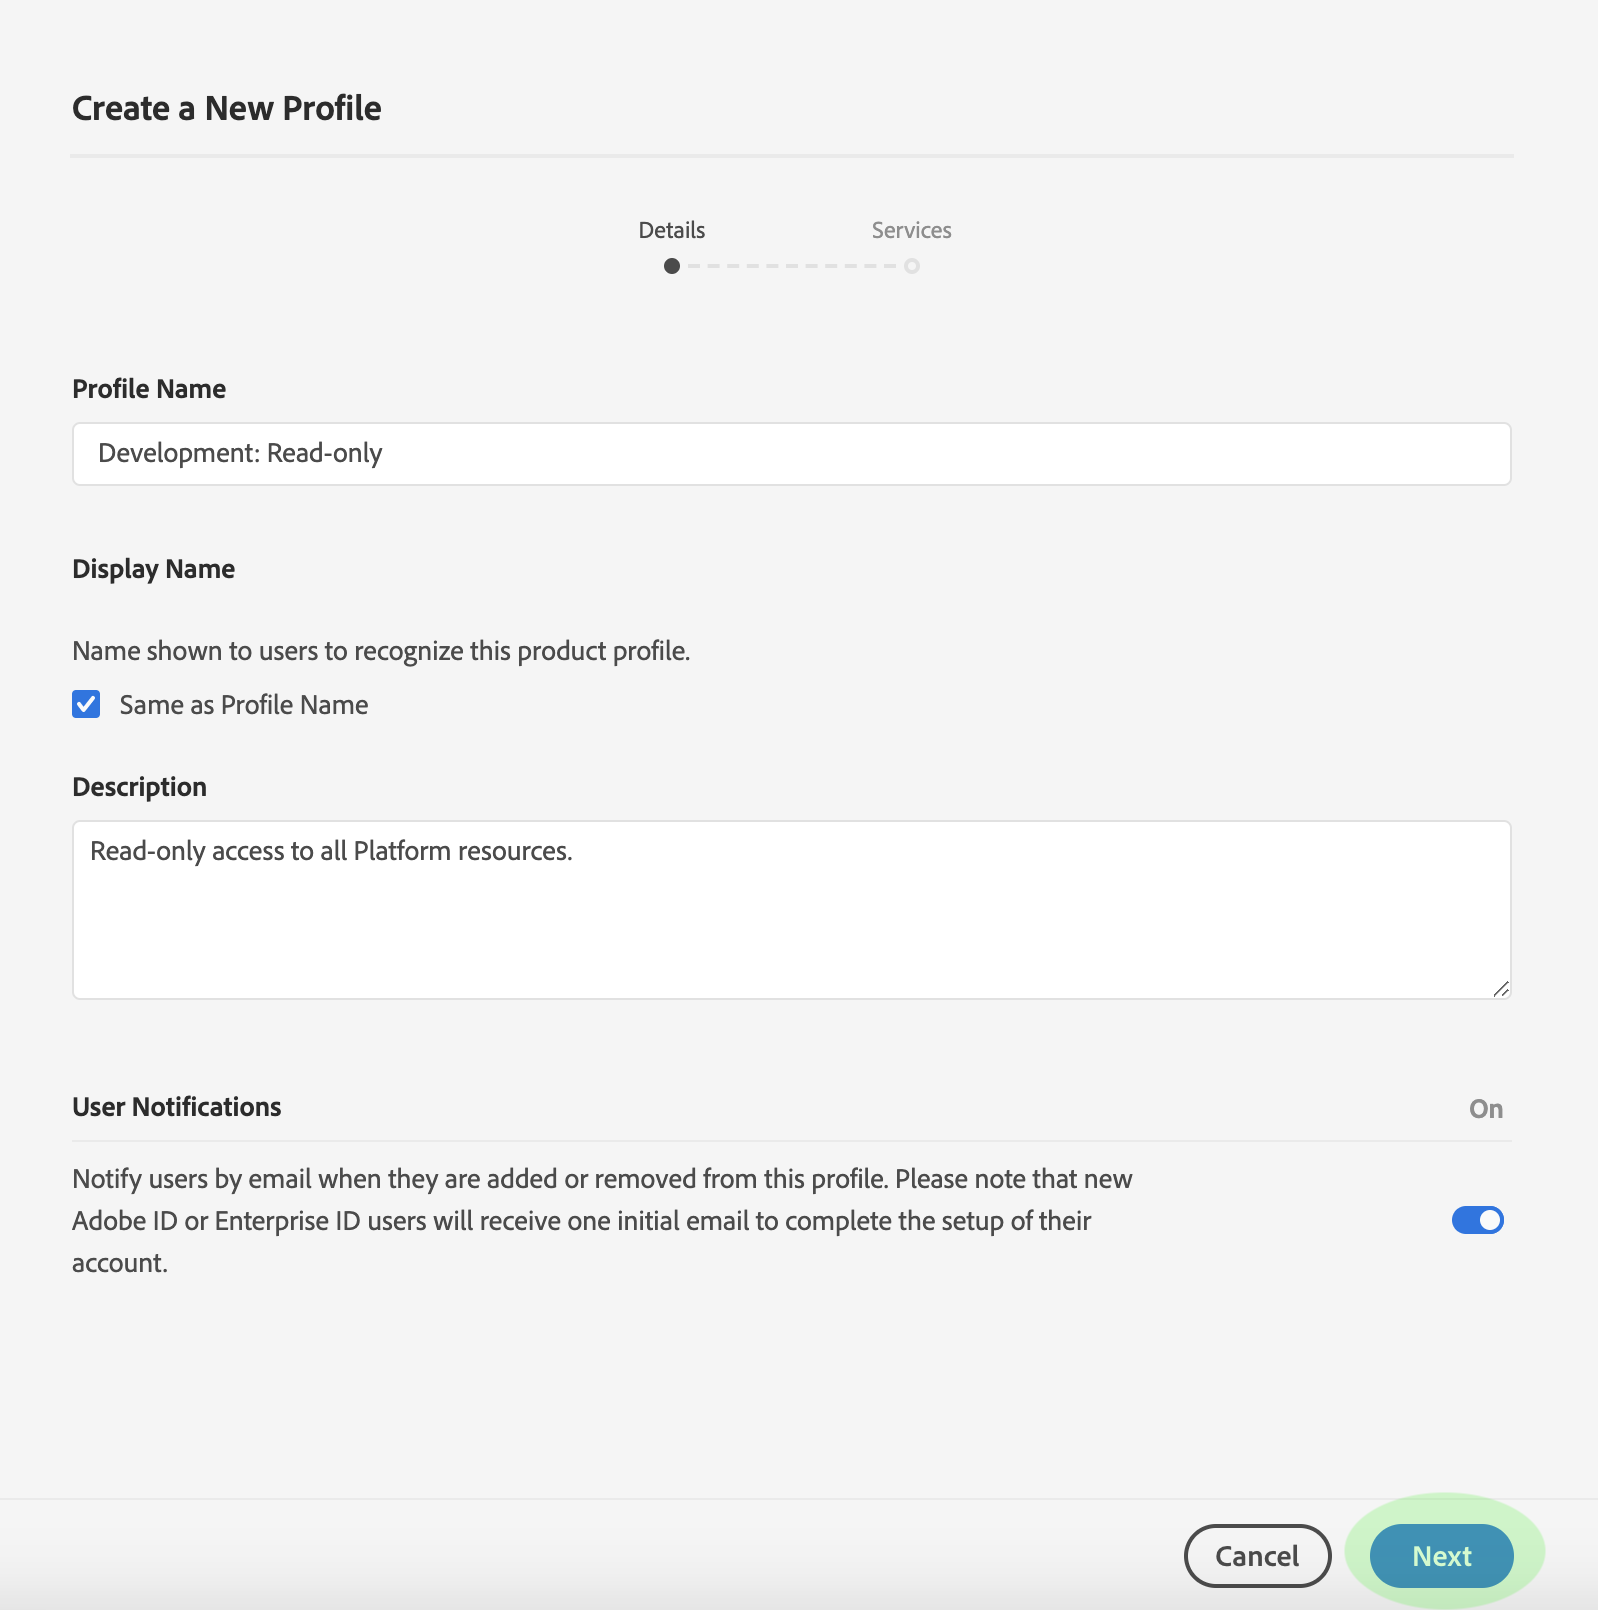 Create a New Profile
Details Services
Profile Name
Development: Read-only
Display Name
Name shown to users to recognize this product profile.
Same as Profile Name
Description
Read-only access to all Platform resources.
User Notifications On
Notify users by email when they are added or removed from this profile. Please note that new
Adobe ID or Enterprise ID users will receive one initial email to complete the setup of their
account.
Cancel Next